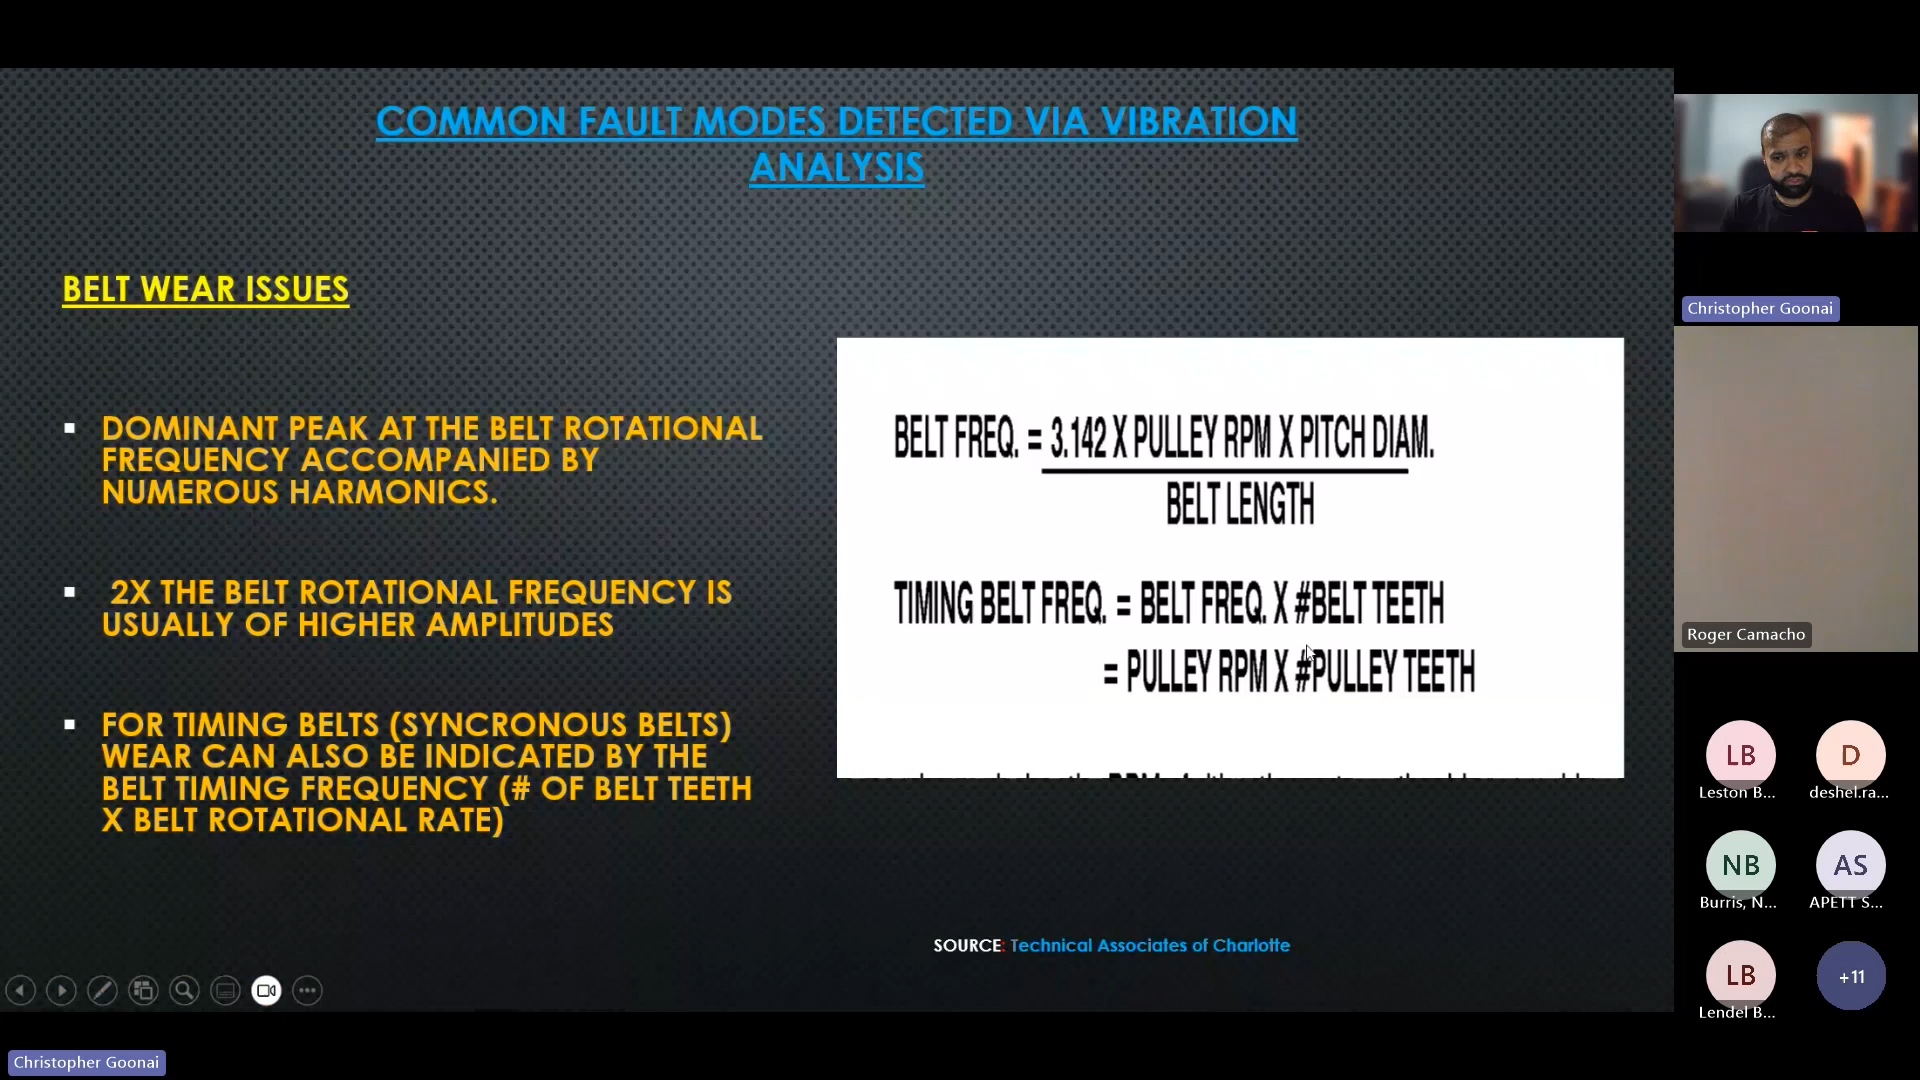 COMMON FAULT MODES DETECTED VIA VIBRATION
ANALYSIS
BELT WEAR ISSUES
DOMINANT PEAK AT THE BELT ROTATIONAL
FREQUENCY ACCOMPANIED BY
NUMEROUS HARMONICS.
2X THE BELT ROTATIONAL FREQUENCY IS
USUALLY OF HIGHER AMPLITUDES
FOR TIMING BELTS (SYNCRONOUS BELTS)
WEAR CAN ALSO BE INDICATED BY THE
BELT TIMING FREQUENCY (# OF BELT TEETH
X BELT ROTATIONAL RATE)
BELT FREQ. = 3.142 X PULLEY RPM X PITCH DIAM.
BELT LENGTH
TIMING BELT FREQ. = BELT FREQ. X #BELT TEETH
= PULLEY RPM X #PULLEY TEETH
SOURCE: Technical Associates of Charlotte
Christopher Goonai
Roger Camacho
LB
Leston B...
D
deshel.ra...
NB
Burris, N...
AS
APETT S...
LB
Lendel B...
+11
Christopher Goonai